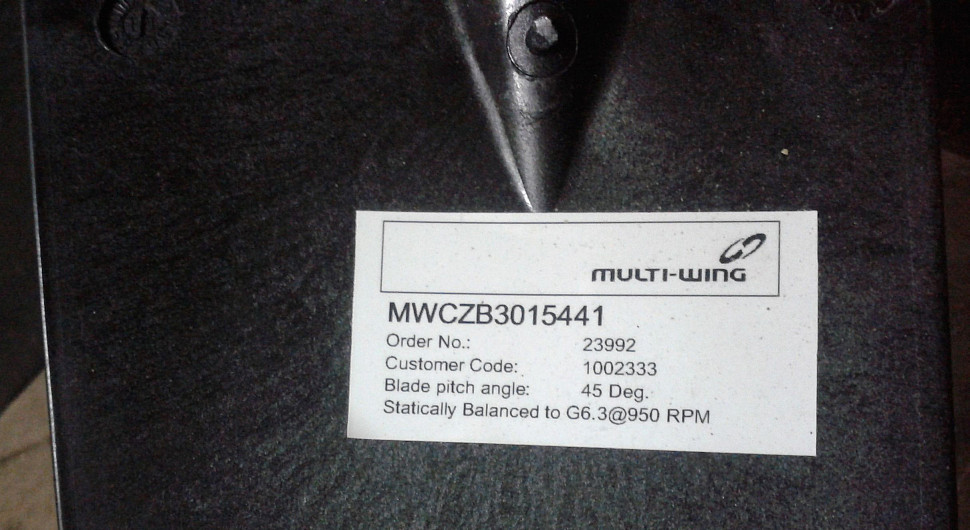 MULTI-WING
MWCZB3015441
Order No.: 23992
Customer Code: 1002333
Blade pitch angle: 45 Deg.
Statically Balanced to G6.3@950 RPM